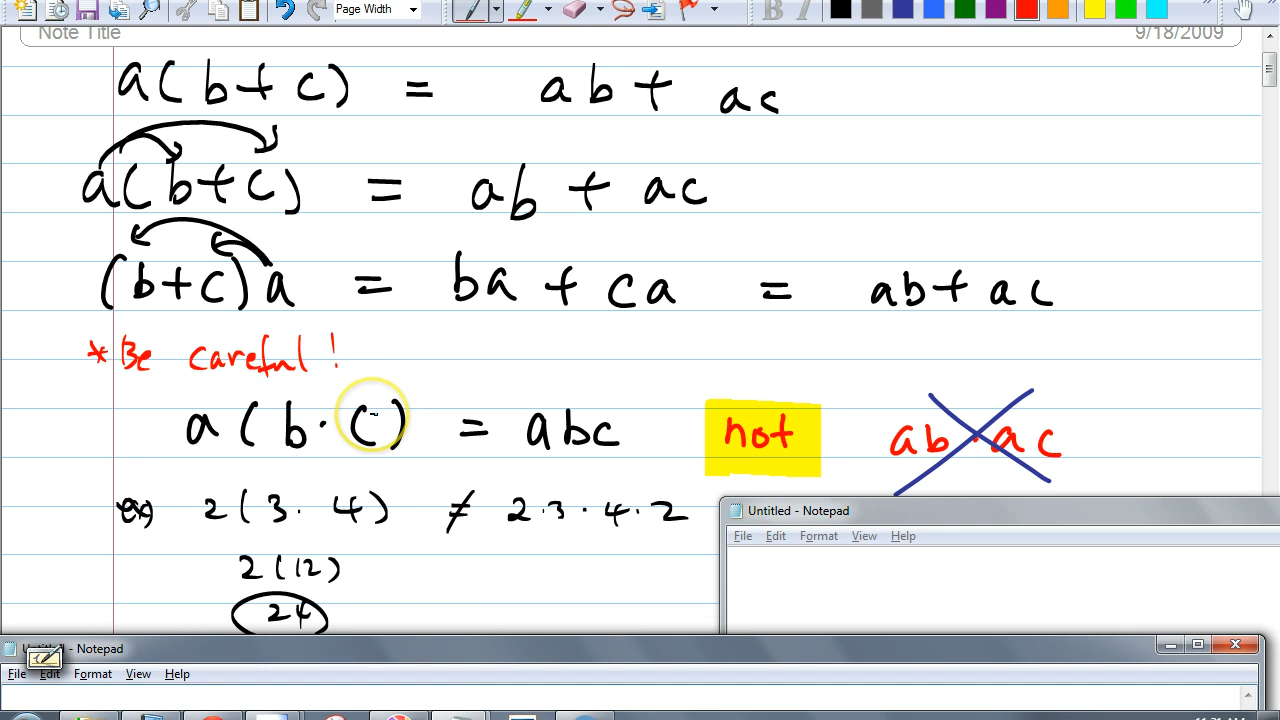 Page Width
B I
Note Title 9/18/2009
a(b+c) = ab + ac
a(b+c) = ab + ac
(b+c)a = ba + ca = ab+ac
*Be careful!
a(b·c) = abc not ab·ac
ex) 2(3·4) ≠ 2·3·4·2
2(12)
24
Untitled - Notepad
File Edit Format View Help
- Notepad
File Edit Format View Help